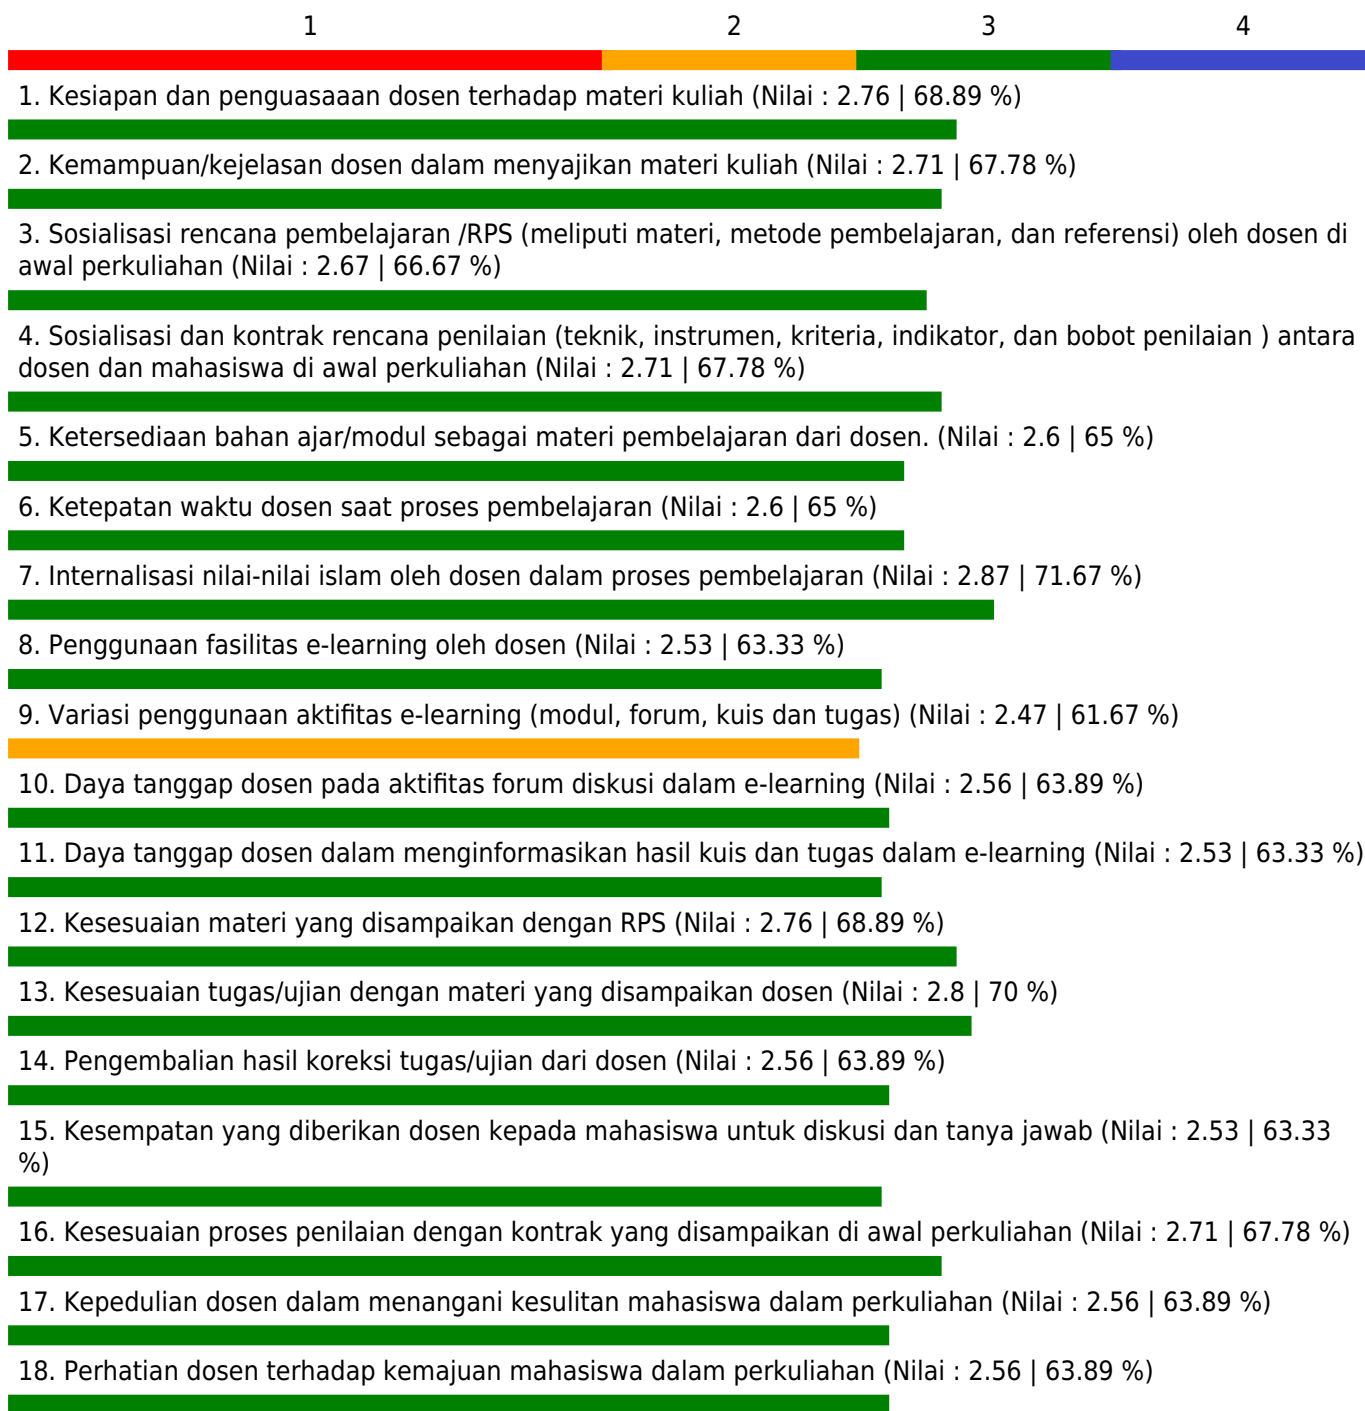 1 2 3 4
1. Kesiapan dan penguasaaan dosen terhadap materi kuliah (Nilai : 2.76 | 68.89 %)
2. Kemampuan/kejelasan dosen dalam menyajikan materi kuliah (Nilai : 2.71 | 67.78 %)
3. Sosialisasi rencana pembelajaran /RPS (meliputi materi, metode pembelajaran, dan referensi) oleh dosen di
awal perkuliahan (Nilai : 2.67 | 66.67 %)
4. Sosialisasi dan kontrak rencana penilaian (teknik, instrumen, kriteria, indikator, dan bobot penilaian ) antara
dosen dan mahasiswa di awal perkuliahan (Nilai : 2.71 | 67.78 %)
5. Ketersediaan bahan ajar/modul sebagai materi pembelajaran dari dosen. (Nilai : 2.6 | 65 %)
6. Ketepatan waktu dosen saat proses pembelajaran (Nilai : 2.6 | 65 %)
7. Internalisasi nilai-nilai islam oleh dosen dalam proses pembelajaran (Nilai : 2.87 | 71.67 %)
8. Penggunaan fasilitas e-learning oleh dosen (Nilai : 2.53 | 63.33 %)
9. Variasi penggunaan aktifitas e-learning (modul, forum, kuis dan tugas) (Nilai : 2.47 | 61.67 %)
10. Daya tanggap dosen pada aktifitas forum diskusi dalam e-learning (Nilai : 2.56 | 63.89 %)
11. Daya tanggap dosen dalam menginformasikan hasil kuis dan tugas dalam e-learning (Nilai : 2.53 | 63.33 %)
12. Kesesuaian materi yang disampaikan dengan RPS (Nilai : 2.76 | 68.89 %)
13. Kesesuaian tugas/ujian dengan materi yang disampaikan dosen (Nilai : 2.8 | 70 %)
14. Pengembalian hasil koreksi tugas/ujian dari dosen (Nilai : 2.56 | 63.89 %)
15. Kesempatan yang diberikan dosen kepada mahasiswa untuk diskusi dan tanya jawab (Nilai : 2.53 | 63.33
%)
16. Kesesuaian proses penilaian dengan kontrak yang disampaikan di awal perkuliahan (Nilai : 2.71 | 67.78 %)
17. Kepedulian dosen dalam menangani kesulitan mahasiswa dalam perkuliahan (Nilai : 2.56 | 63.89 %)
18. Perhatian dosen terhadap kemajuan mahasiswa dalam perkuliahan (Nilai : 2.56 | 63.89 %)